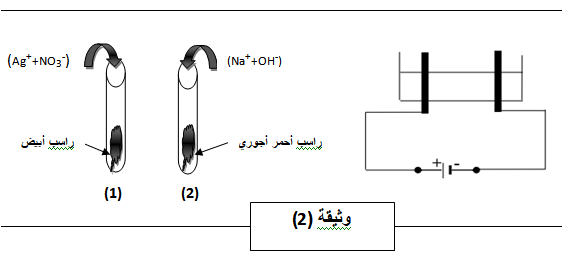 (Ag⁺+NO₃⁻) (Na⁺+OH⁻)
راسب أبيض راسب أحمر أجوري
+ -
(1) (2)
وثيقة (2)